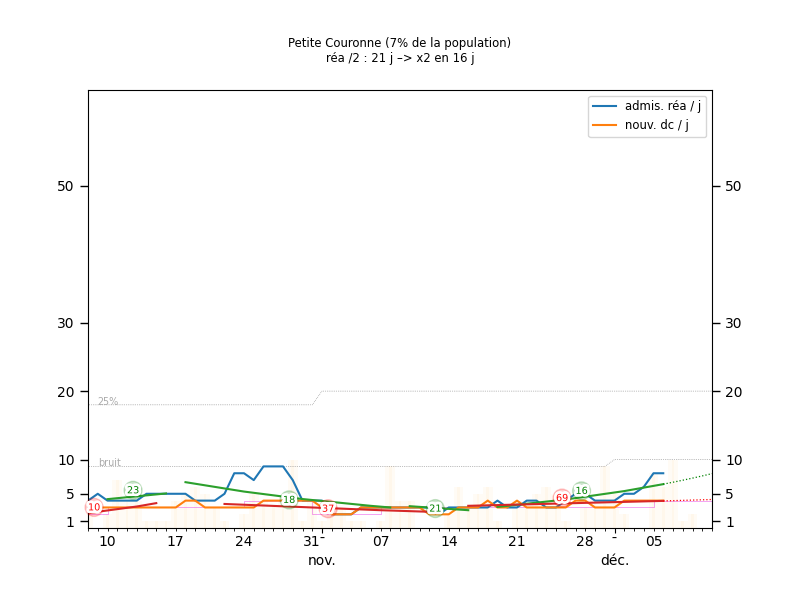 Petite Couronne (7% de la population)
réa /2 : 21 j –> x2 en 16 j
admis. réa / j
nouv. dc / j
50 50
30 30
20 20
25%
10 10
bruit
23 16
5 5
18 69
10 37 21
1 1
10 17 24 31 07 14 21 28 05
nov. déc.